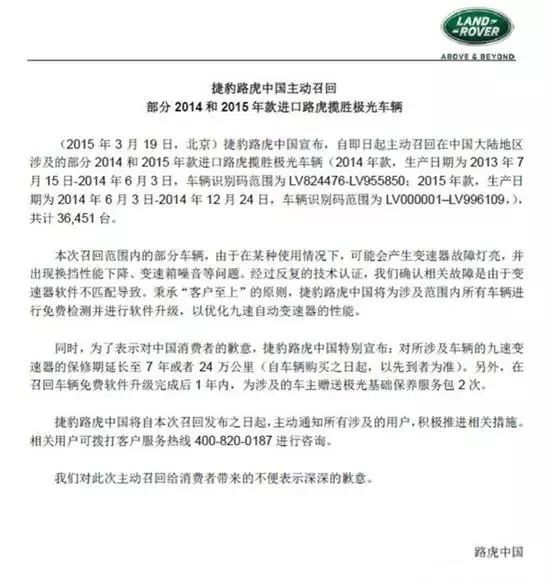 LAND
ROVER
ABOVE & BEYOND
捷豹路虎中国主动召回
部分 2014 和 2015 年款进口路虎揽胜极光车辆
（2015 年 3 月 19 日，北京）捷豹路虎中国宣布，自即日起主动召回在中国大陆地区
涉及的部分 2014 和 2015 年款进口路虎揽胜极光车辆（2014 年款，生产日期为 2013 年 7
月 15 日-2014 年 6 月 3 日，车辆识别码范围为 LV824476-LV955850；2015 年款，生产日
期为 2014 年 6 月 3 日-2014 年 12 月 24 日，车辆识别码范围为 LV000001–LV996109，），
共计 36,451 台。
本次召回范围内的部分车辆，由于在某种使用情况下，可能会产生变速器故障灯亮，并
出现换挡性能下降、变速箱噪音等问题。经过反复的技术认证，我们确认相关故障是由于变
速器软件不匹配导致。秉承“客户至上”的原则，捷豹路虎中国将为涉及范围内所有车辆进
行免费检测并进行软件升级，以优化九速自动变速器的性能。
同时，为了表示对中国消费者的歉意，捷豹路虎中国特别宣布：对所涉及车辆的九速变
速器的保修期延长至 7 年或者 24 万公里（自车辆购买之日起，以先到者为准）。另外，在
召回车辆免费软件升级完成后 1 年内，为涉及的车主赠送极光基础保养服务包 2 次。
捷豹路虎中国将自本次召回发布之日起，主动通知所有涉及的用户，积极推进相关措施。
相关用户可拨打客户服务热线 400-820-0187 进行咨询。
我们对此次主动召回给消费者带来的不便表示深深的歉意。
路虎中国